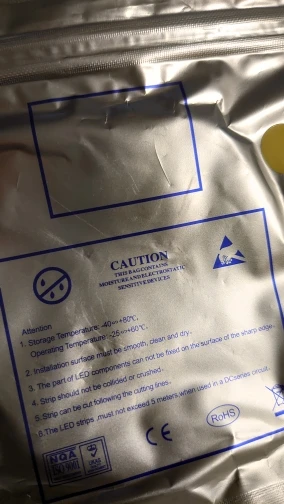 CAUTION
THIS BAG CONTAINS
MOISTURE AND ELECTROSTATIC
SENSITIVE DEVICES
Attention
1. Storage Temperature: -40~+80℃,
Operating Temperature: -25~+60℃.
2. Installation surface must be smooth, clean and dry.
3. The part of LED components can not be fixed on the surface of sharp edge.
4. Strip should not be collided or crushed.
5. Strip can be cut following the cutting lines.
6.The LED strips ,must not exceed 5 meters,when used in a DC series circuit.
RoHS
CE
NQA
ISO 9001